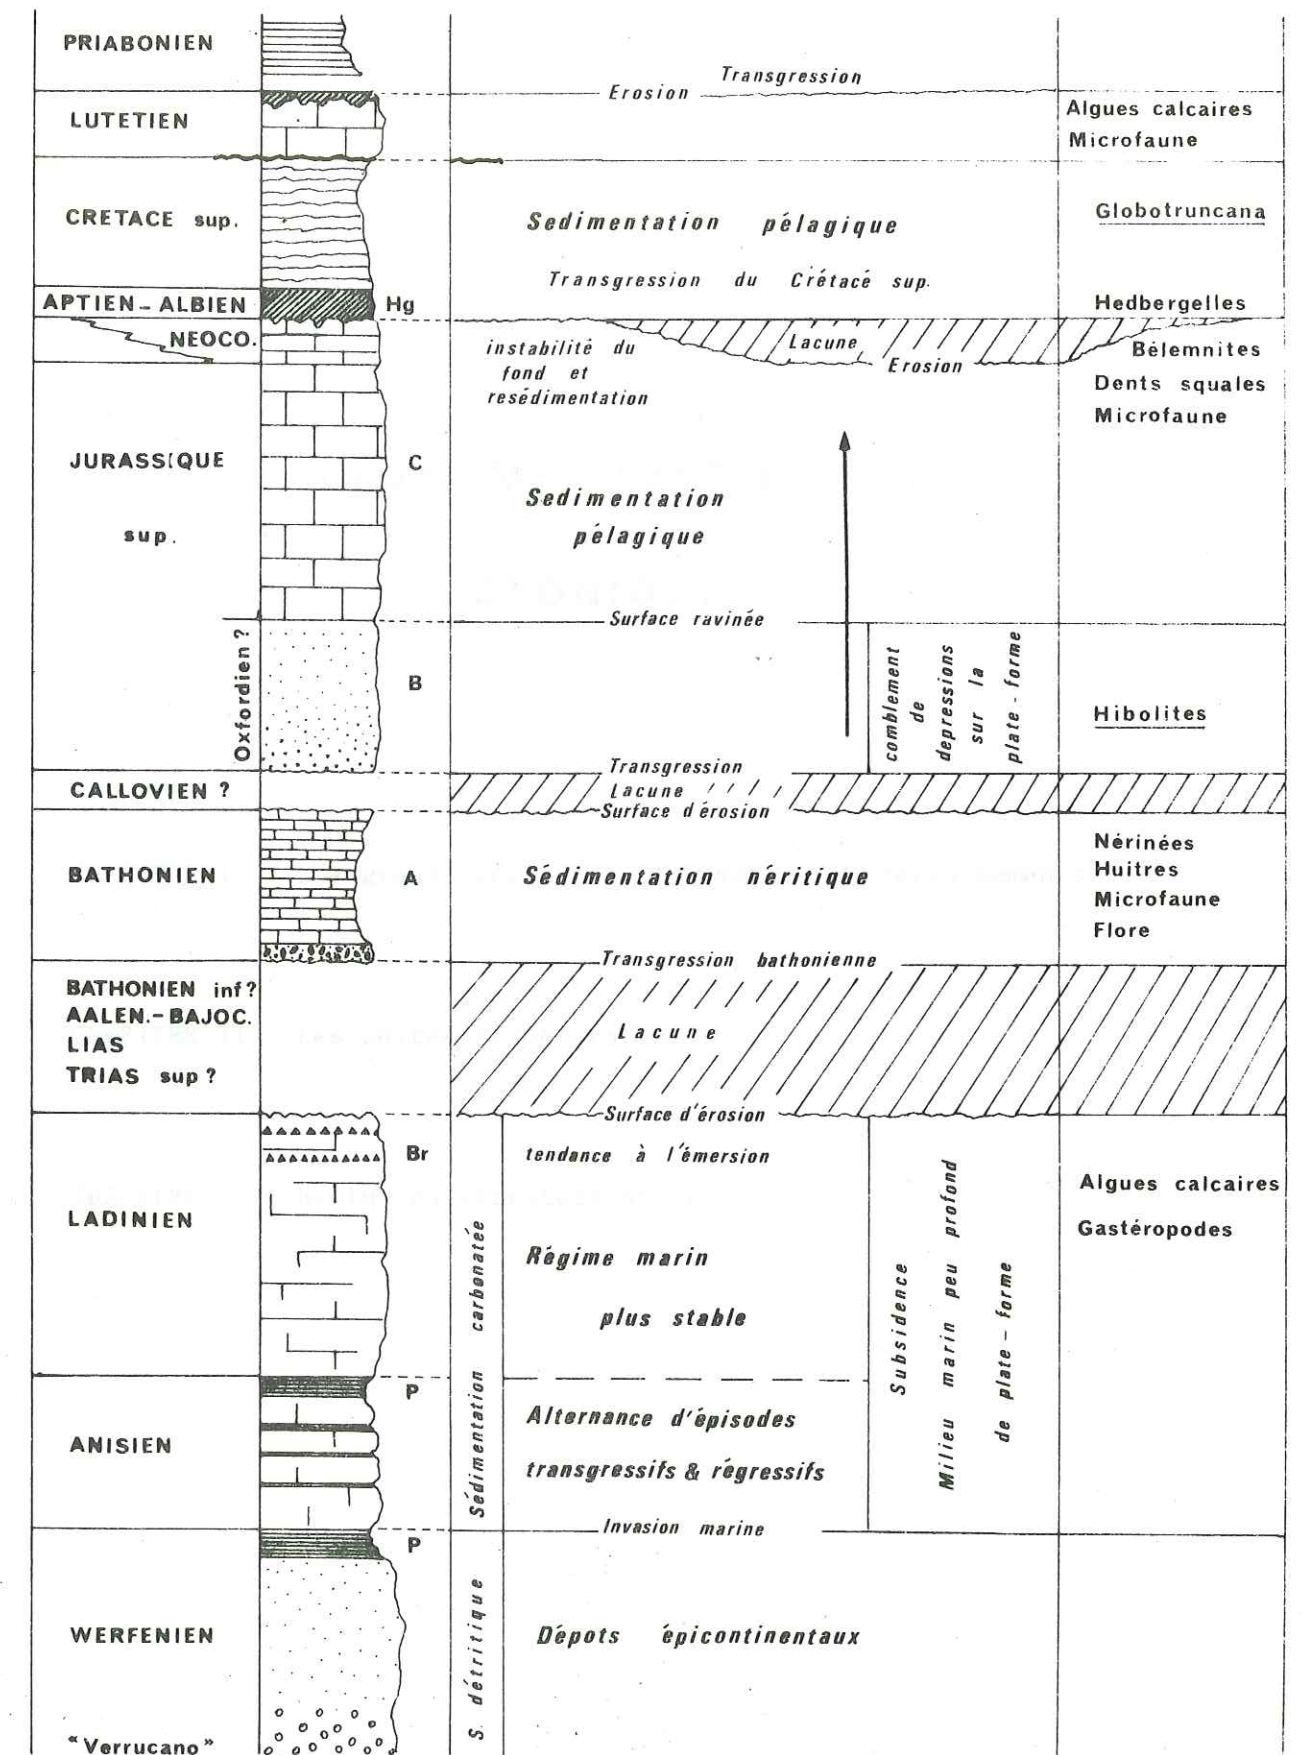 PRIABONIEN
Transgression
Erosion
LUTETIEN
Algues calcaires
Microfaune
CRETACE sup.
Sedimentation pélagique
Globotruncana
Transgression du Crétacé sup.
APTIEN - ALBIEN
Hg
Hedbergelles
NEOCO.
instabilité du
fond et
resédimentation
Lacune
Erosion
Bélemnites
Dents squales
Microfaune
JURASSIQUE
sup.
C
Sedimentation
pélagique
Surface ravinée
Oxfordien ?
B
comblement
de
depressions
sur la
plate - forme
Hibolites
Transgression
CALLOVIEN ?
Lacune
Surface d'érosion
BATHONIEN
A
Sédimentation néritique
Nérinées
Huitres
Microfaune
Flore
Transgression bathonienne
BATHONIEN inf?
AALEN.- BAJOC.
LIAS
TRIAS sup ?
Lacune
Surface d'érosion
Br
tendance à l'émersion
LADINIEN
Algues calcaires
Gastéropodes
Régime marin
plus stable
Sédimentation carbonatée
Subsidence
Milieu marin peu profond
de plate - forme
P
ANISIEN
Alternance d'épisodes
transgressifs & régressifs
Invasion marine
P
WERFENIEN
S. détritique
Dépots épicontinentaux
"Verrucano"